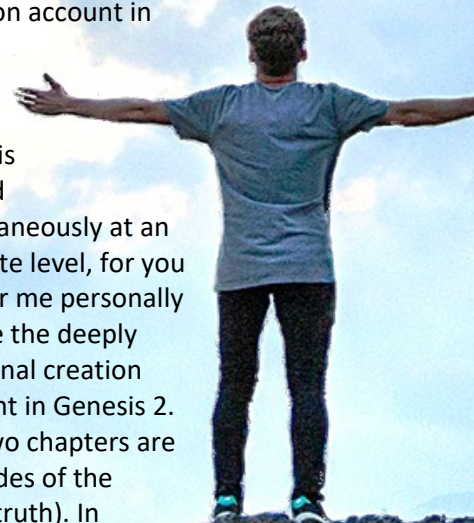 on account in
is
aneously at an
te level, for you
r me personally
e the deeply
nal creation
nt in Genesis 2.
vo chapters are
des of the
truth). In